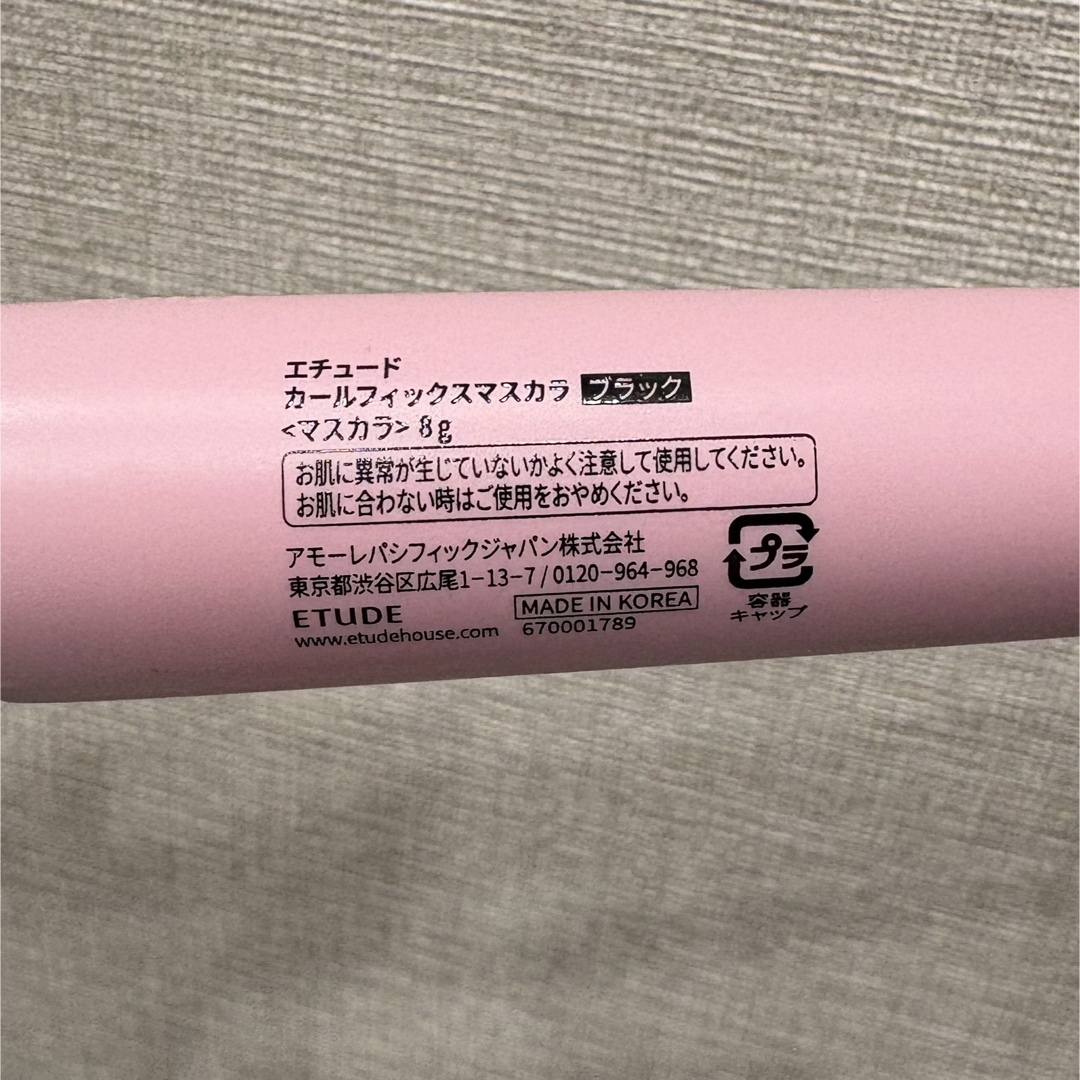 エチュード
カールフィックスマスカラ ブラック
<マスカラ> 8g
お肌に異常が生じていないかよく注意して使用してください。
お肌に合わない時はご使用をおやめください。
アモーレパシフィックジャパン株式会社
東京都渋谷区広尾1-13-7 / 0120-964-968
ETUDE MADE IN KOREA
www.etudehouse.com 670001789
プラ
容器
キャップ